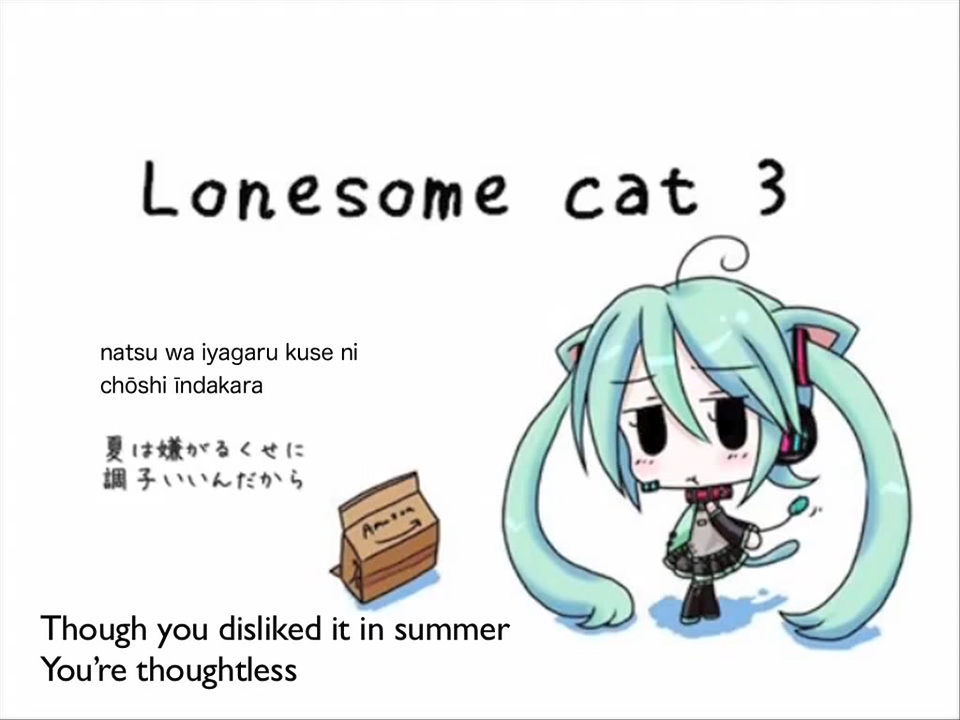 Lonesome cat 3
natsu wa iyagaru kuse ni
chōshi īndakara
夏は嫌がるくせに
調子いいんだから
Amazon
Though you disliked it in summer
You're thoughtless